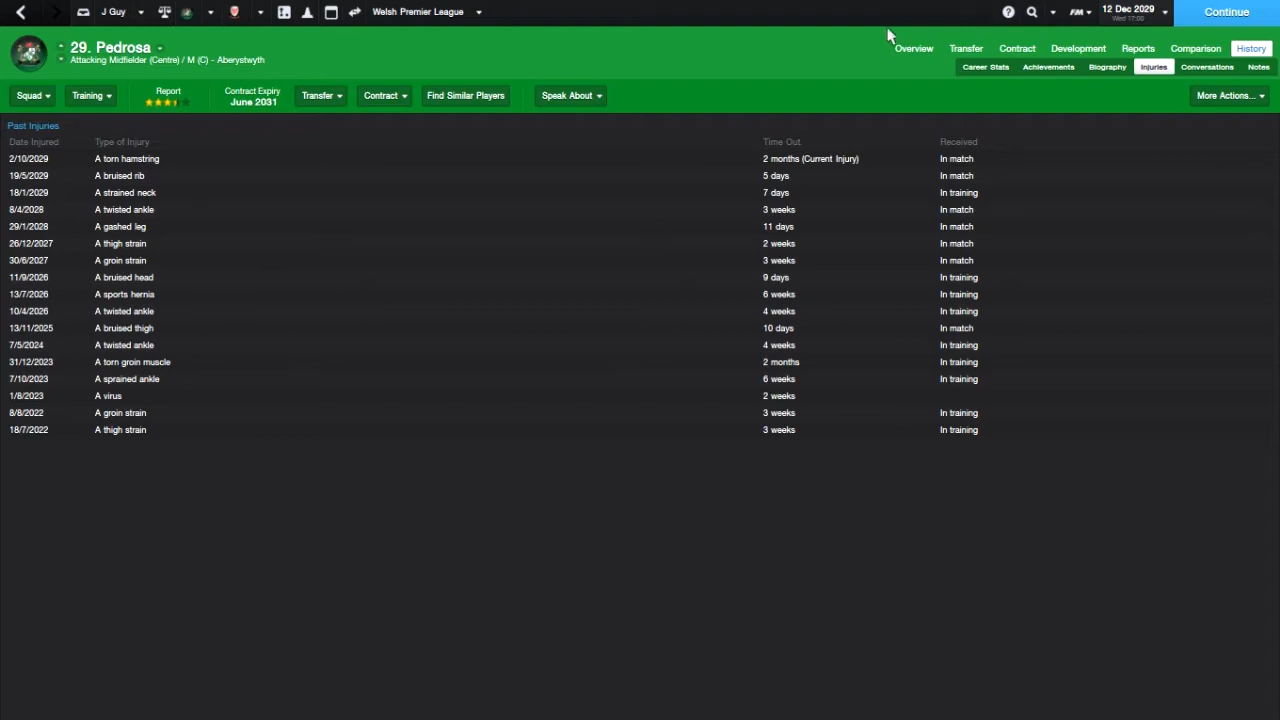 J Guy Welsh Premier League FM 12 Dec 2029 Wed 17:00 Continue
29. Pedrosa
Attacking Midfielder (Centre) / M (C) - Aberystwyth
Overview Transfer Contract Development Reports Comparison History
Career Stats Achievements Biography Injuries Conversations Notes
Squad Training Report Contract Expiry June 2031 Transfer Contract Find Similar Players Speak About More Actions...
Past Injuries
Date Injured Type of Injury Time Out Received
2/10/2029 A torn hamstring 2 months (Current Injury) In match
19/5/2029 A bruised rib 5 days In match
18/1/2029 A strained neck 7 days In training
8/4/2028 A twisted ankle 3 weeks In match
29/1/2028 A gashed leg 11 days In match
26/12/2027 A thigh strain 2 weeks In match
30/6/2027 A groin strain 3 weeks In match
11/9/2026 A bruised head 9 days In training
13/7/2026 A sports hernia 6 weeks In training
10/4/2026 A twisted ankle 4 weeks In training
13/11/2025 A bruised thigh 10 days In match
7/5/2024 A twisted ankle 4 weeks In training
31/12/2023 A torn groin muscle 2 months In training
7/10/2023 A sprained ankle 6 weeks In training
1/8/2023 A virus 2 weeks
8/8/2022 A groin strain 3 weeks In training
18/7/2022 A thigh strain 3 weeks In training